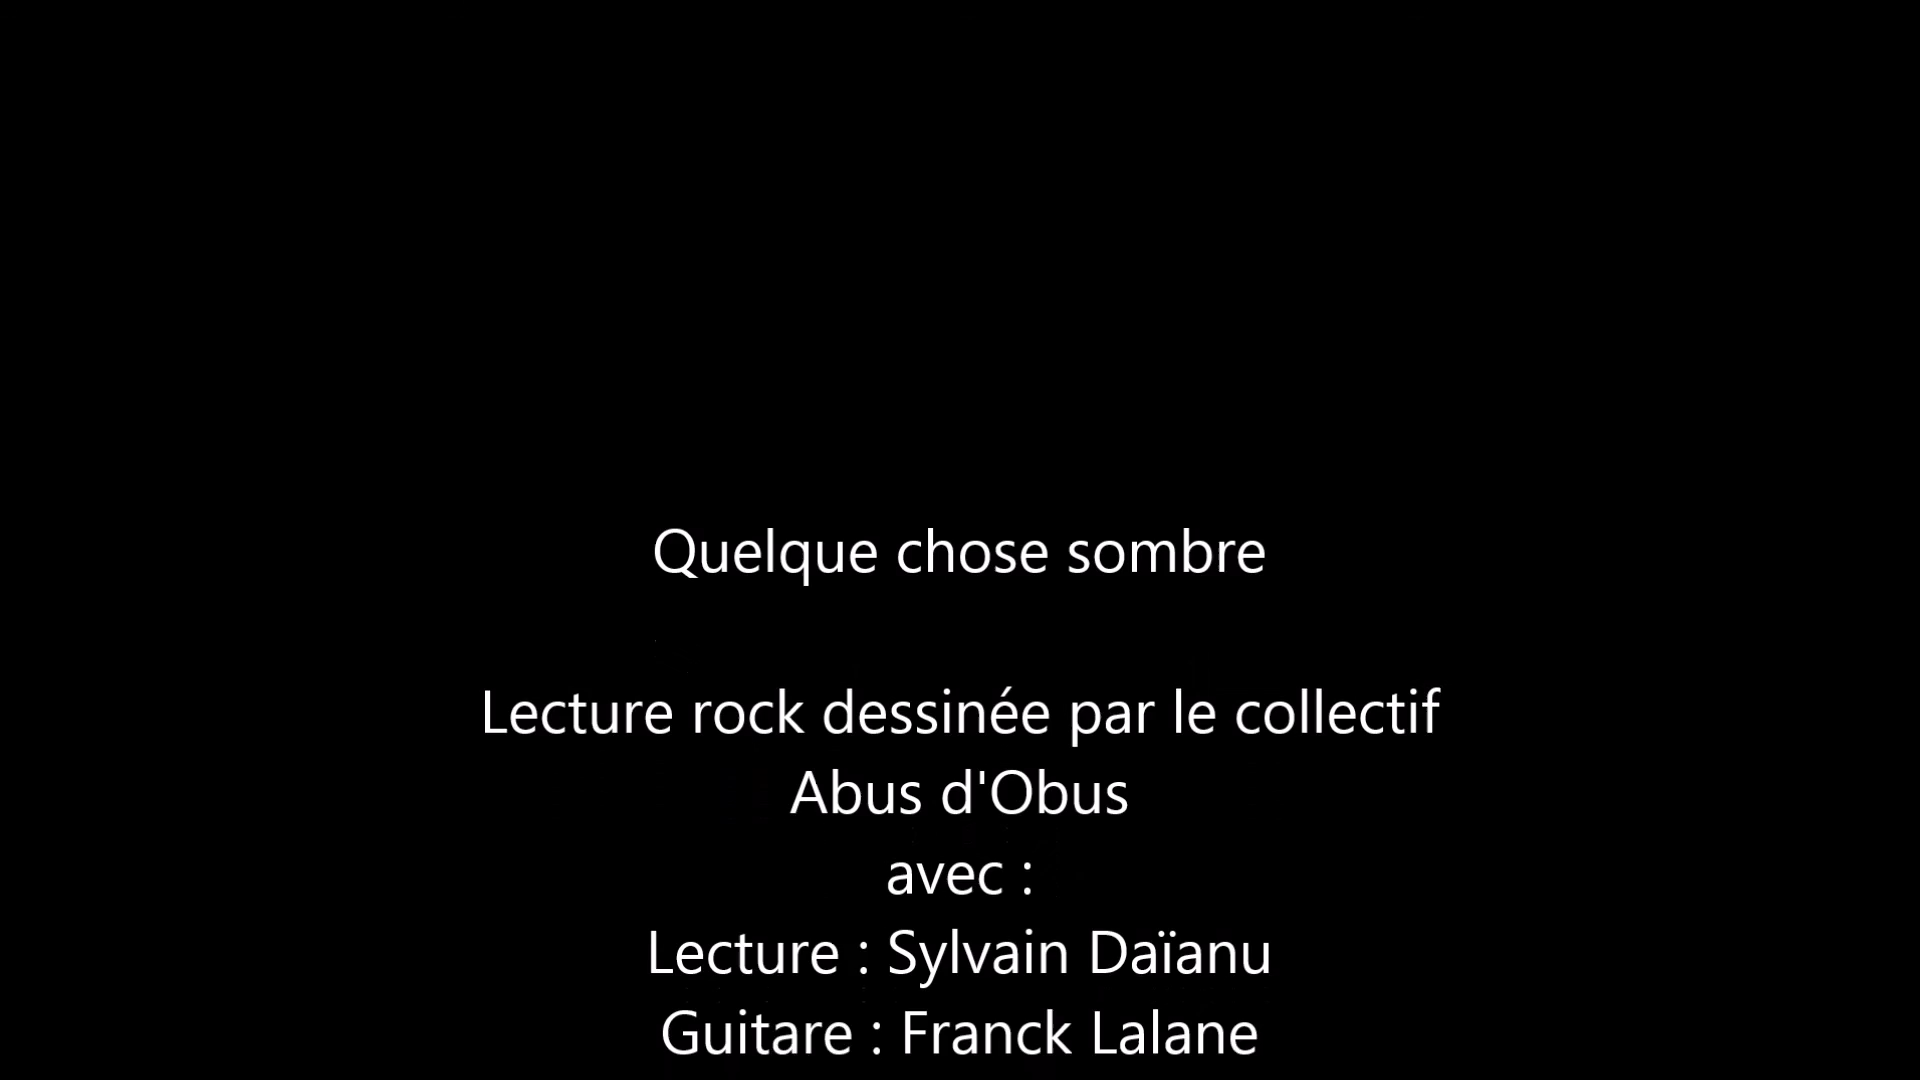 Quelque chose sombre
Lecture rock dessinée par le collectif
Abus d'Obus
avec :
Lecture : Sylvain Daïanu
Guitare : Franck Lalane